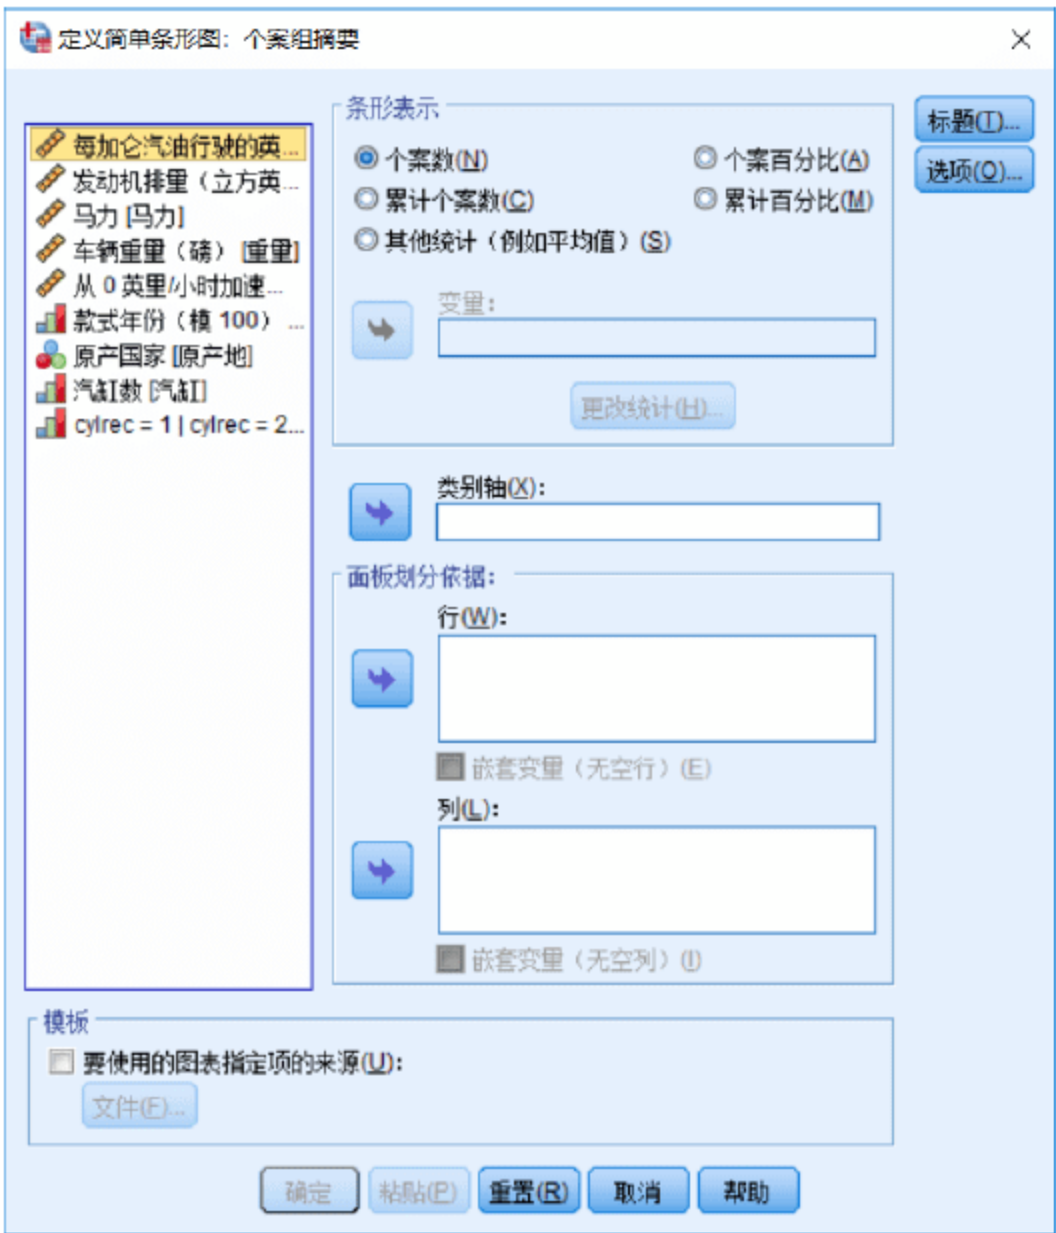 定义简单条形图：个案组摘要
每加仑汽油行驶的英...
发动机排量（立方英...
马力 [马力]
车辆重量（磅） [重量]
从 0 英里/小时加速...
款式年份（模 100） ...
原产国家 [原产地]
汽缸数 [汽缸]
cylrec = 1 | cylrec = 2...
条形表示
个案数(N) 个案百分比(A)
累计个案数(C) 累计百分比(M)
其他统计（例如平均值）(S)
变量：
更改统计(H)...
类别轴(X)：
面板划分依据：
行(W)：
嵌套变量（无空行）(E)
列(L)：
嵌套变量（无空列）(I)
标题(T)...
选项(O)...
模板
要使用的图表指定项的来源(U)：
文件(F)...
确定 粘贴(P) 重置(R) 取消 帮助